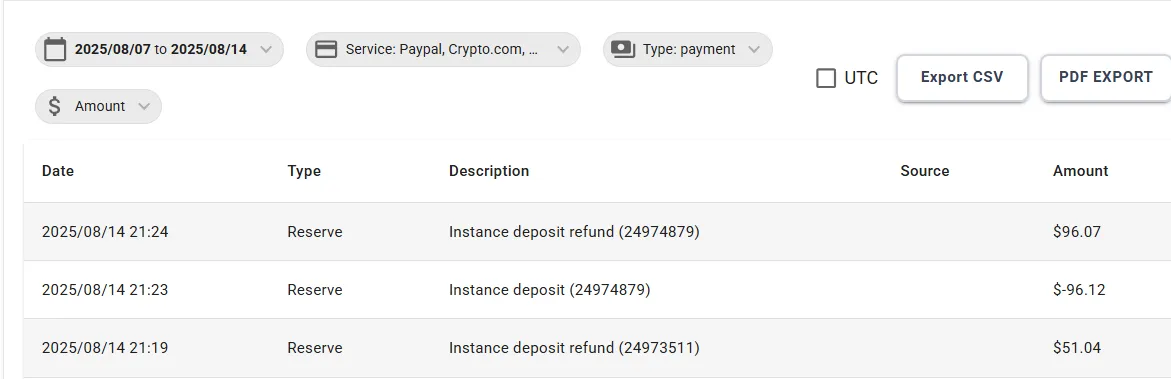 2025/08/07 to 2025/08/14 Service: Paypal, Crypto.com, ... Type: payment
UTC Export CSV PDF EXPORT
Amount
Date Type Description Source Amount
2025/08/14 21:24 Reserve Instance deposit refund (24974879) $96.07
2025/08/14 21:23 Reserve Instance deposit (24974879) $-96.12
2025/08/14 21:19 Reserve Instance deposit refund (24973511) $51.04